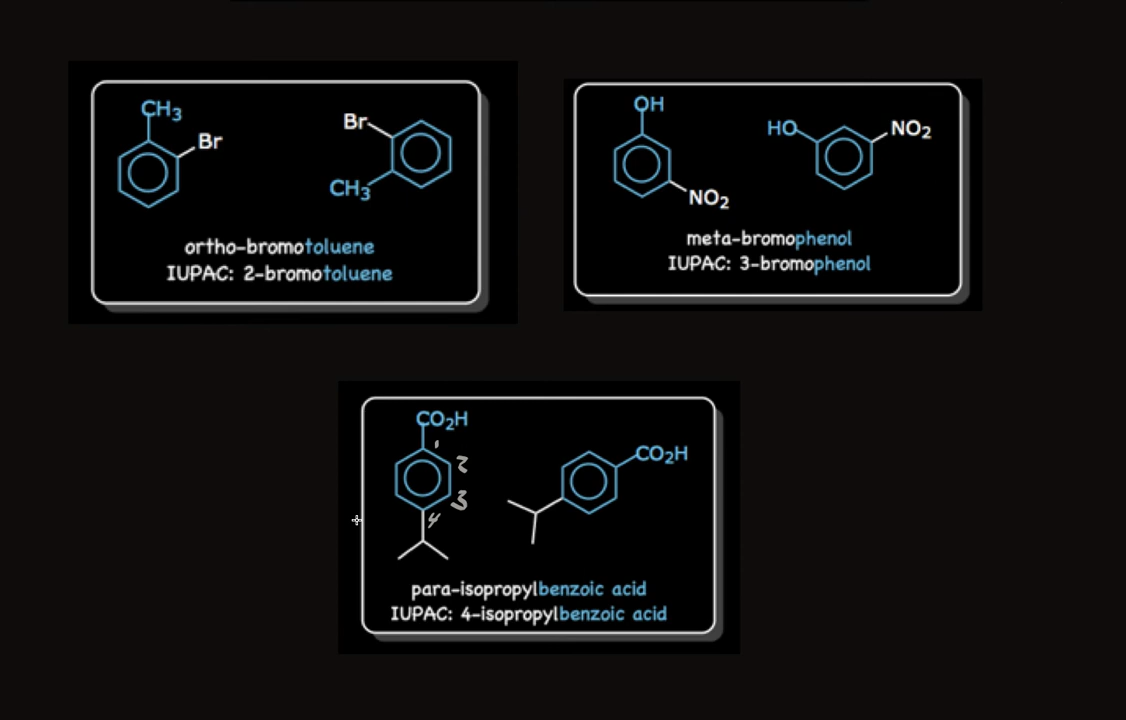 CH3
Br
Br
CH3
ortho-bromotoluene
IUPAC: 2-bromotoluene
OH
NO2
HO
NO2
meta-bromophenol
IUPAC: 3-bromophenol
CO2H
1
2
3
4
CO2H
para-isopropylbenzoic acid
IUPAC: 4-isopropylbenzoic acid